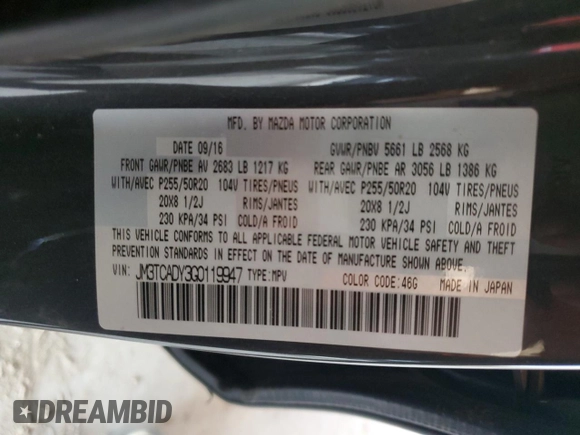 MFD. BY MAZDA MOTOR CORPORATION
DATE 09/16 GVWR/PNBV 5661 LB 2568 KG
FRONT GAWR/PNBE AV 2683 LB 1217 KG REAR GAWR/PNBE AR 3056 LB 1386 KG
WITH/AVEC P255/50R20 104V TIRES/PNEUS WITH/AVEC P255/50R20 104V TIRES/PNEUS
20X8 1/2J RIMS/JANTES 20X8 1/2J RIMS/JANTES
230 KPA/34 PSI COLD/A FROID 230 KPA/34 PSI COLD/A FROID
THIS VEHICLE CONFORMS TO ALL APPLICABLE FEDERAL MOTOR VEHICLE SAFETY AND THEFT
PREVENTION STANDARDS IN EFFECT ON THE DATE OF MANUFACTURE SHOWN ABOVE.
VIN: JM3TCADY3G0119947 TYPE:MPV COLOR CODE:46G MADE IN JAPAN
DREAMBID